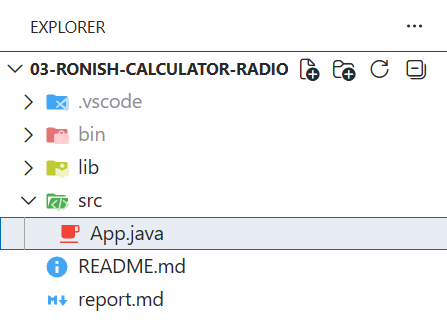 EXPLORER
03-RONISH-CALCULATOR-RADIO
.vscode
bin
lib
src
App.java
README.md
report.md